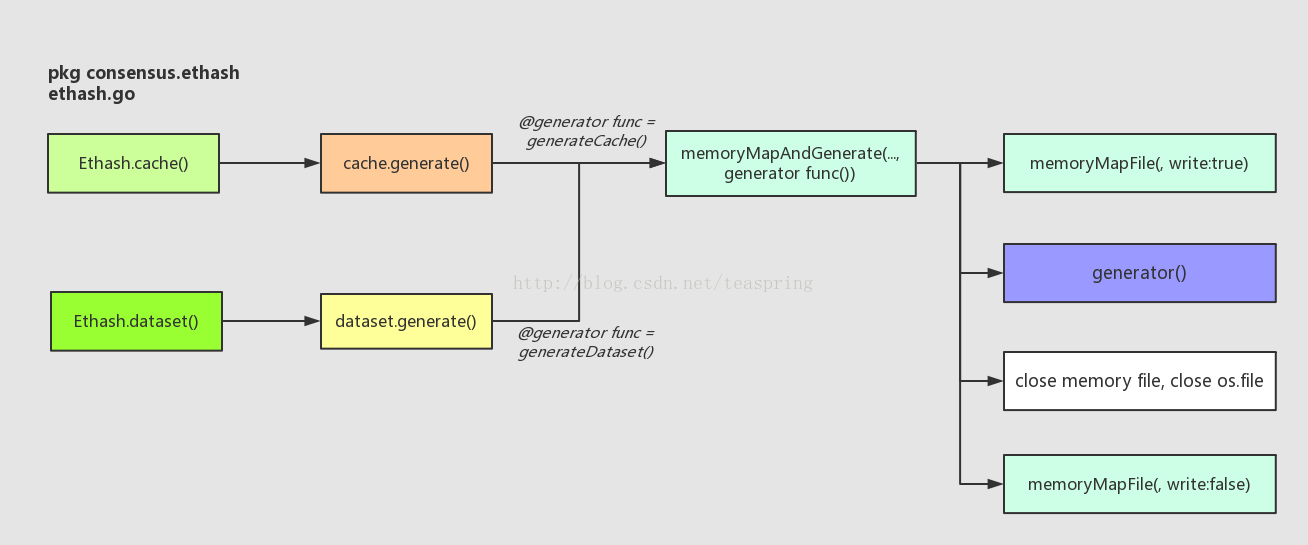 pkg consensus.ethash
ethash.go
@generator func =
generateCache()
Ethash.cache()
cache.generate()
memoryMapAndGenerate(...,
generator func())
memoryMapFile(, write:true)
generator()
http://blog.csdn.net/teaspring
Ethash.dataset()
dataset.generate()
@generator func =
generateDataset()
close memory file, close os.file
memoryMapFile(, write:false)